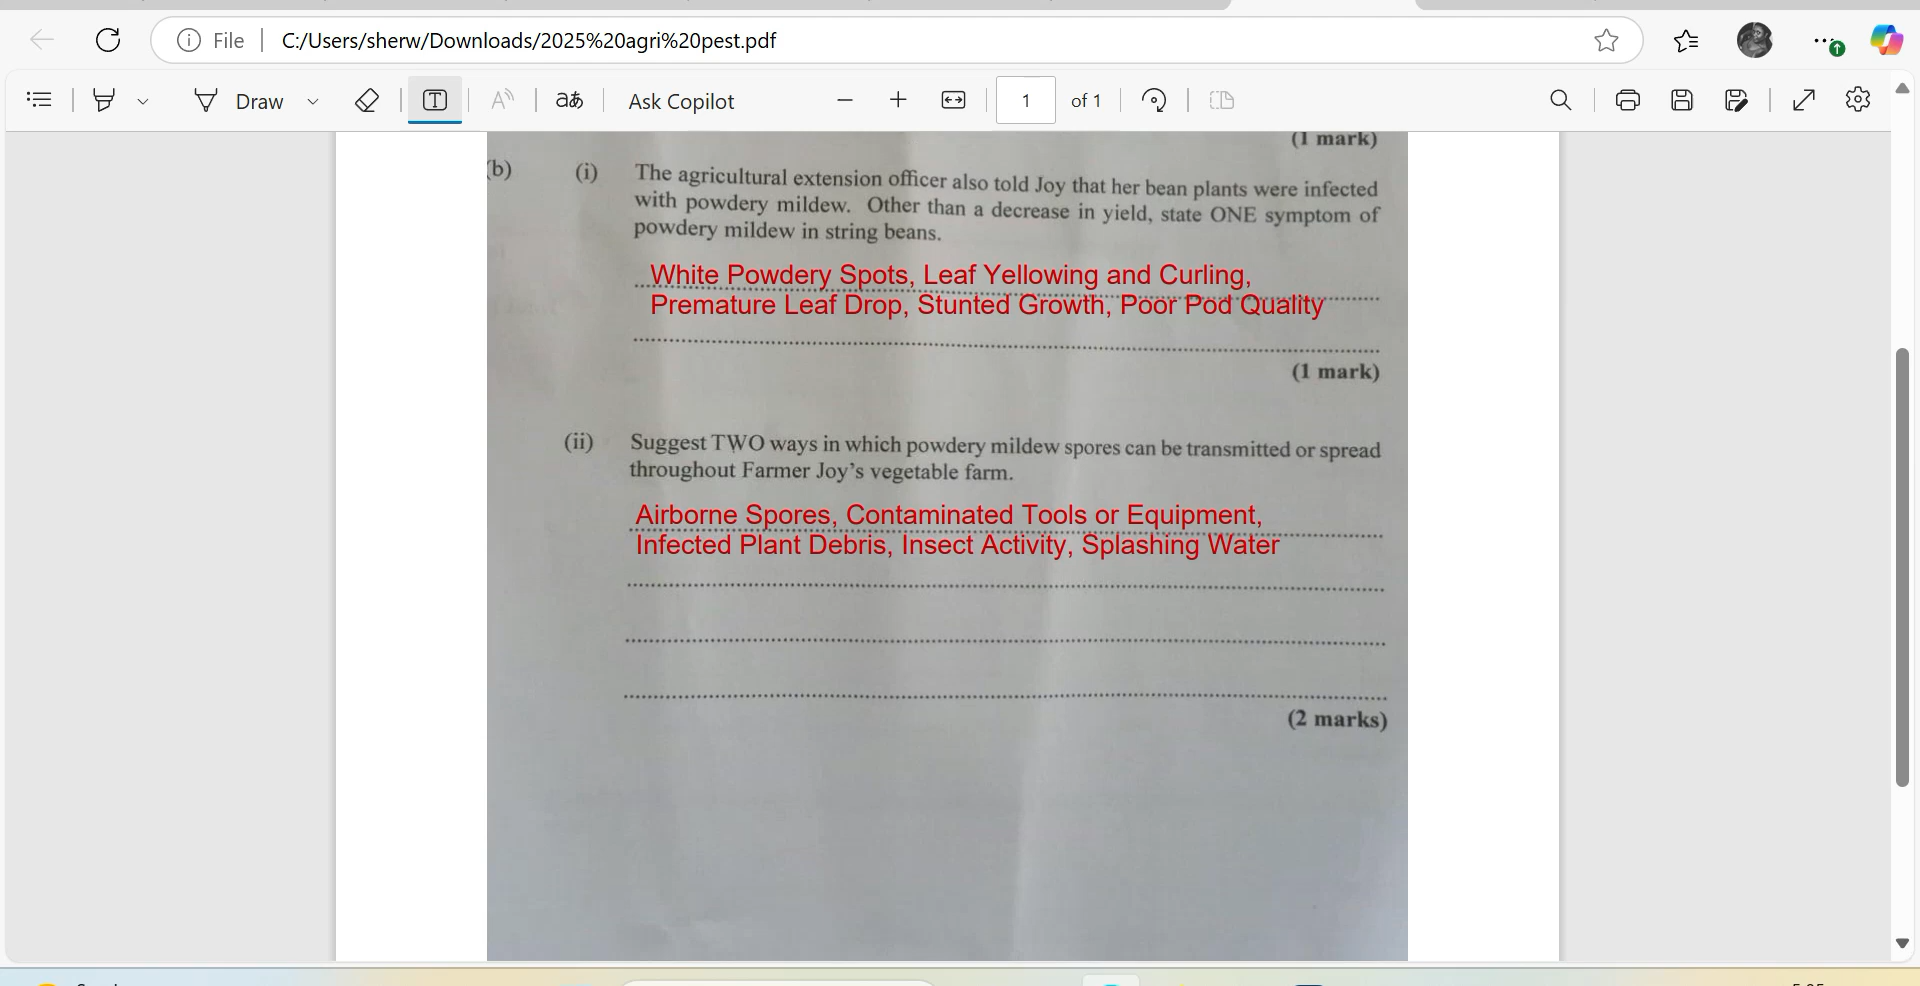 File
C:/Users/sherw/Downloads/2025%20agri%20pest.pdf
Draw
Ask Copilot
1
of 1
(1 mark)
(b) (i) The agricultural extension officer also told Joy that her bean plants were infected
with powdery mildew. Other than a decrease in yield, state ONE symptom of
powdery mildew in string beans.
White Powdery Spots, Leaf Yellowing and Curling,
Premature Leaf Drop, Stunted Growth, Poor Pod Quality
(1 mark)
(ii) Suggest TWO ways in which powdery mildew spores can be transmitted or spread
throughout Farmer Joy's vegetable farm.
Airborne Spores, Contaminated Tools or Equipment,
Infected Plant Debris, Insect Activity, Splashing Water
(2 marks)